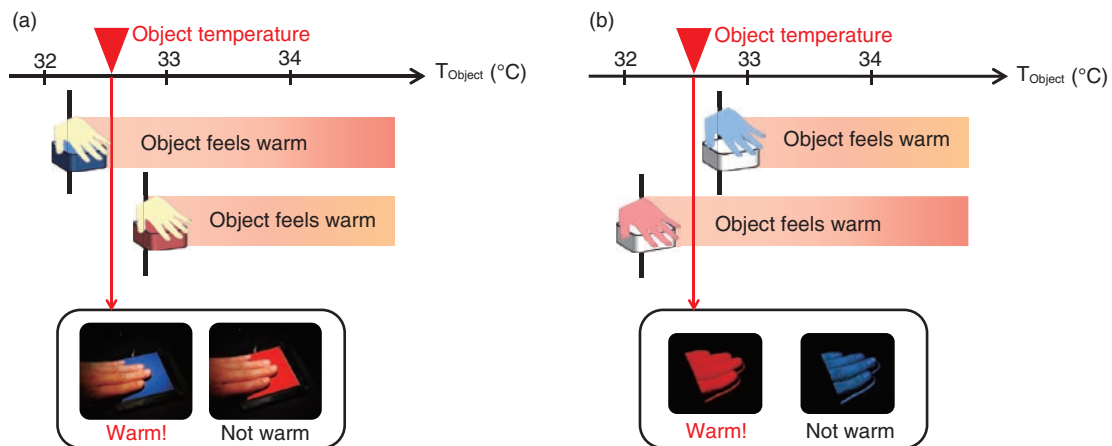 (a)
Object temperature
32 33 34
TObject (°C)
Object feels warm
Object feels warm
Warm! Not warm
(b)
Object temperature
32 33 34
TObject (°C)
Object feels warm
Object feels warm
Warm! Not warm